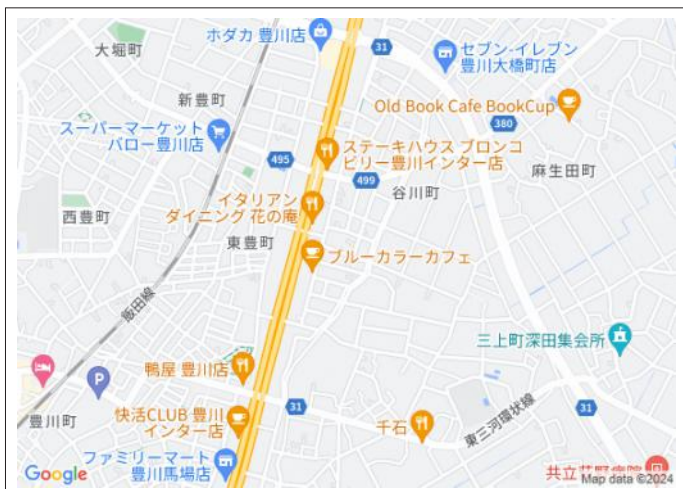 ホダカ 豊川店
31
セブン-イレブン
豊川大橋町店
大堀町
新豊町
Old Book Cafe BookCup
380
スーパーマーケット
バロー豊川店
495
ステーキハウス ブロンコ
ビリー豊川インター店
499
麻生田町
谷川町
西豊町
イタリアン
ダイニング 花の庵
東豊町
ブルーカラーカフェ
飯田線
三上町深田集会所
鴨屋 豊川店
P
豊川町
快活CLUB 豊川
インター店
31
千石
東三河環状線
31
ファミリーマート
豊川馬場店
Google
共立
Map data ©2024